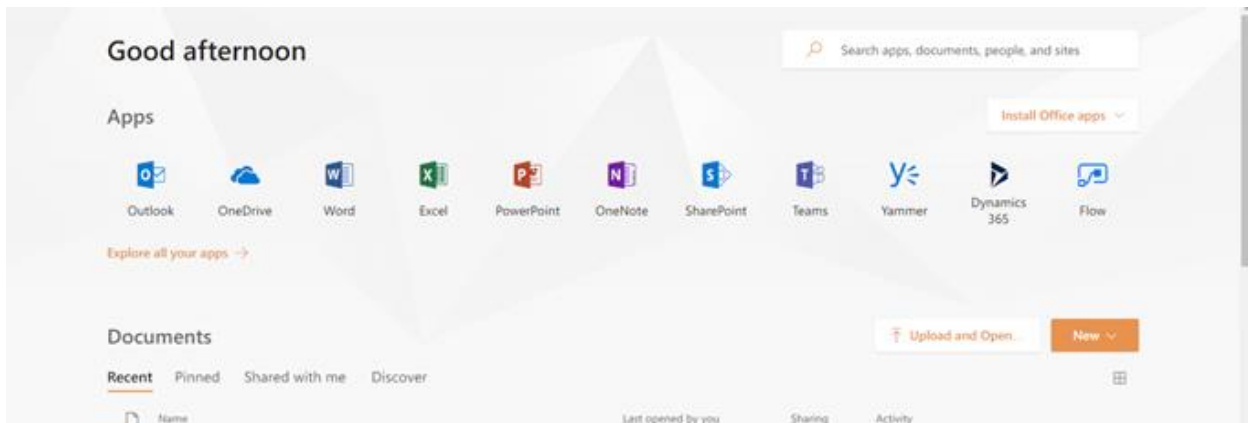 Good afternoon
Search apps, documents, people, and sites
Apps
Install Office apps
Outlook OneDrive Word Excel PowerPoint OneNote SharePoint Teams Yammer Dynamics 365 Flow
Explore all your apps →
Documents
Upload and Open...
New
Recent Pinned Shared with me Discover
Name Last opened by you Sharing Activity